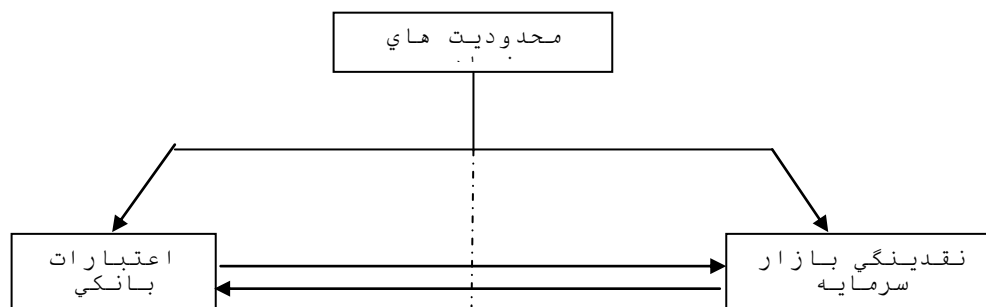 محدوديت هاي
نقدينگي بازار
سرمايه
اعتبارات
بانكي